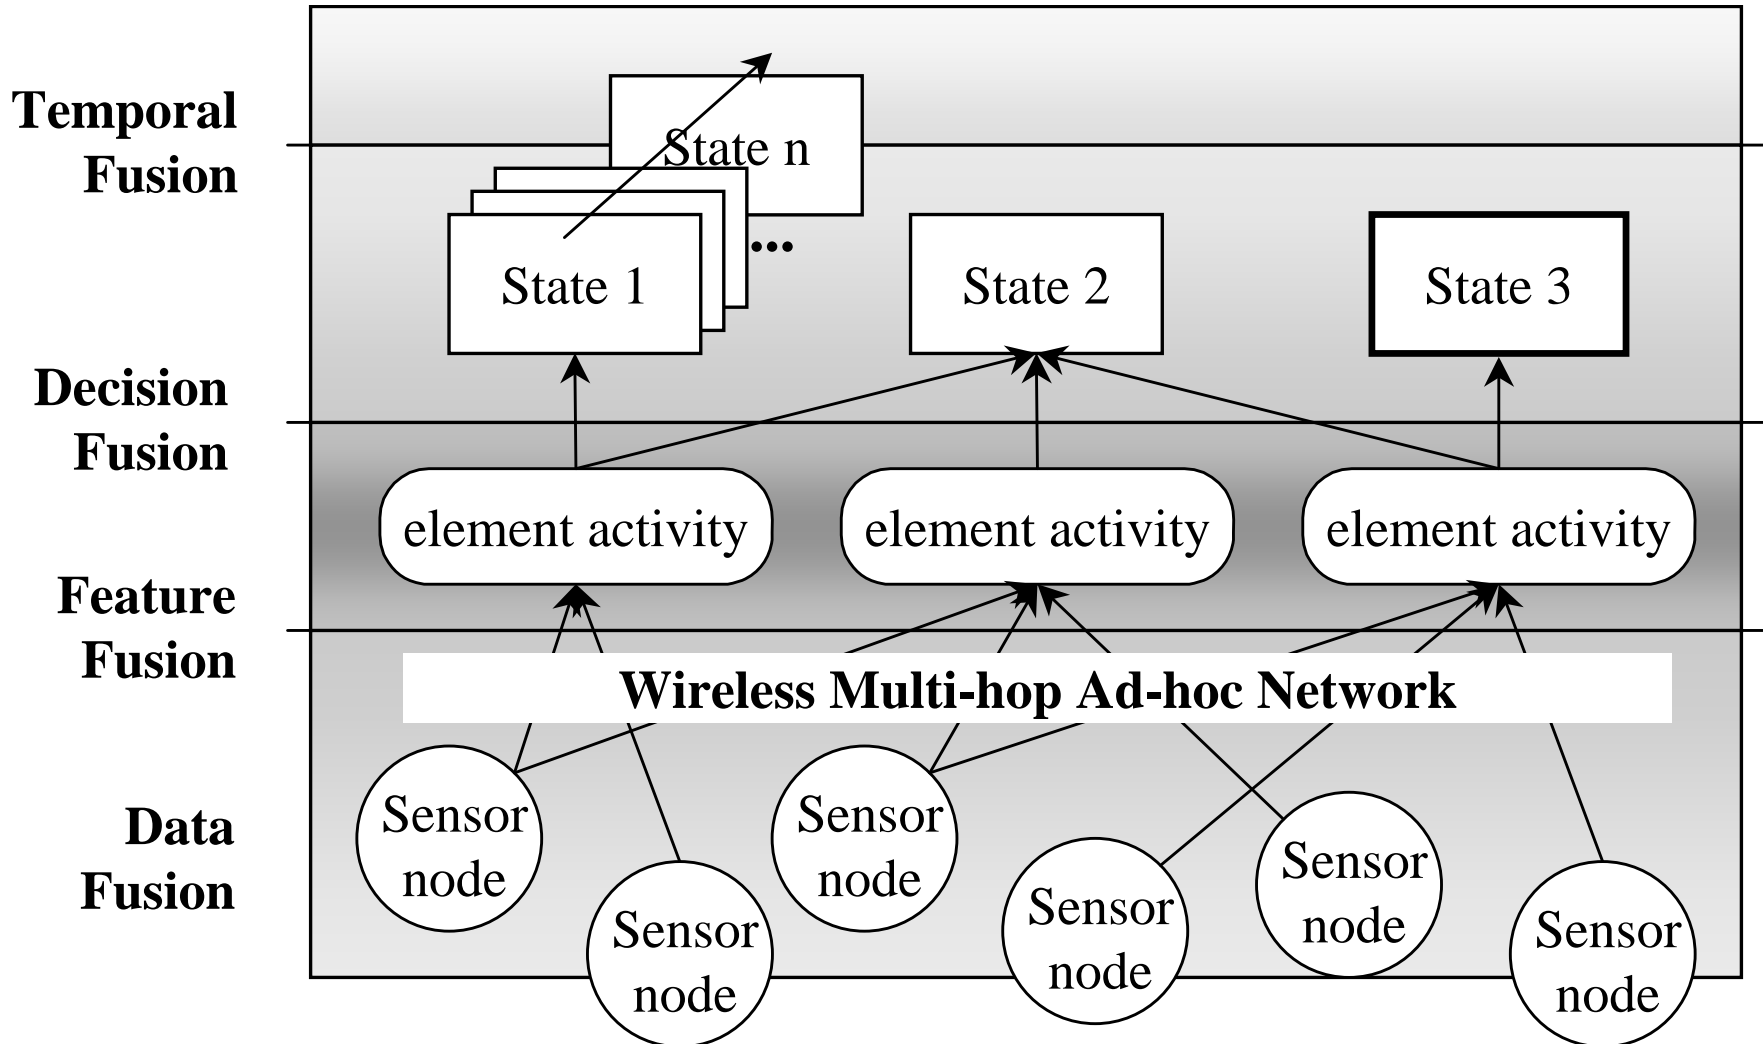 Temporal
Fusion
State n
...
State 1
State 2
State 3
Decision
Fusion
element activity
element activity
element activity
Feature
Fusion
Wireless Multi-hop Ad-hoc Network
Data
Fusion
Sensor
node
Sensor
node
Sensor
node
Sensor
node
Sensor
node
Sensor
node